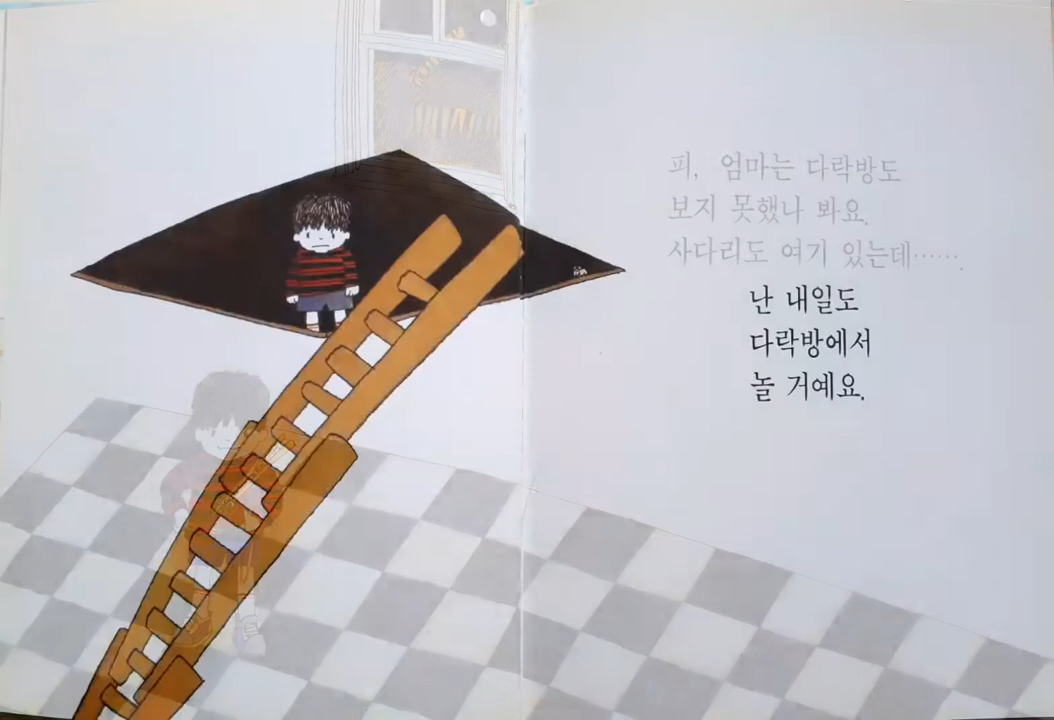 피, 엄마는 다락방도
보지 못했나 봐요.
사다리도 여기 있는데…….
난 내일도
다락방에서
놀 거예요.